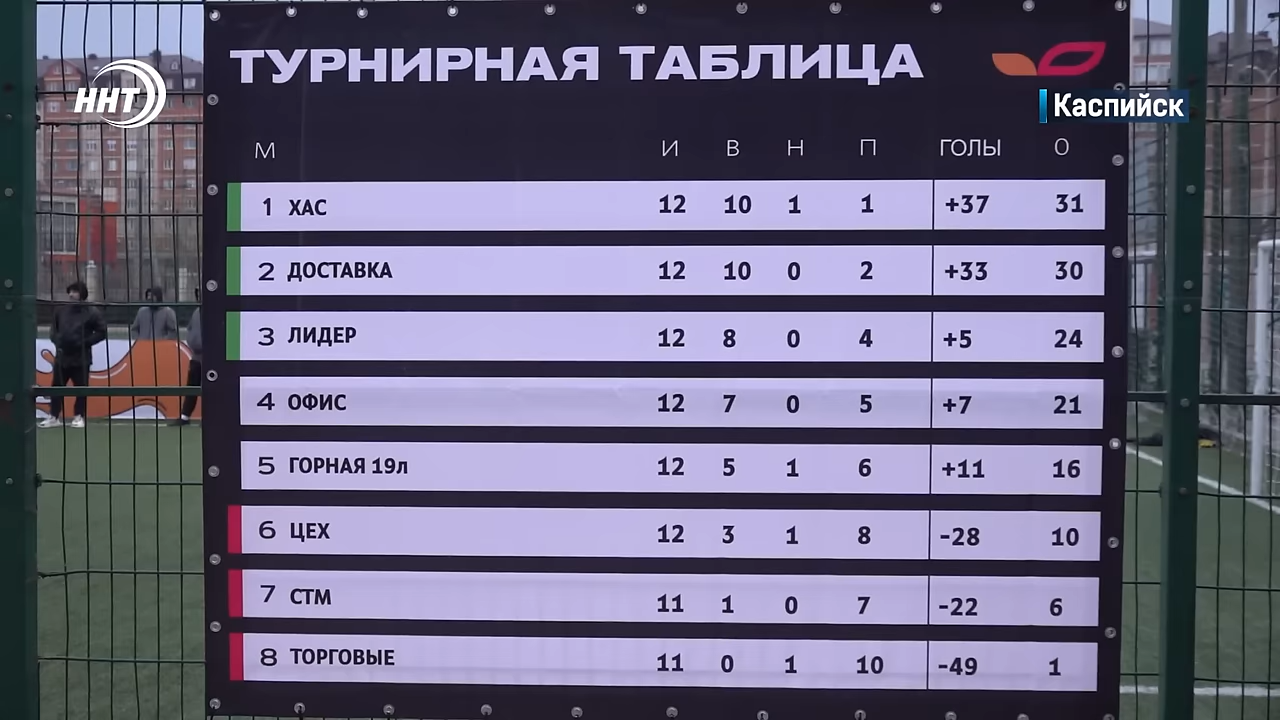 ТУРНИРНАЯ ТАБЛИЦА
ННТ
Каспийск
М И В Н П ГОЛЫ О
1 ХАС 12 10 1 1 +37 31
2 ДОСТАВКА 12 10 0 2 +33 30
3 ЛИДЕР 12 8 0 4 +5 24
4 ОФИС 12 7 0 5 +7 21
5 ГОРНАЯ 19л 12 5 1 6 +11 16
6 ЦЕХ 12 3 1 8 -28 10
7 СТМ 11 1 0 7 -22 6
8 ТОРГОВЫЕ 11 0 1 10 -49 1